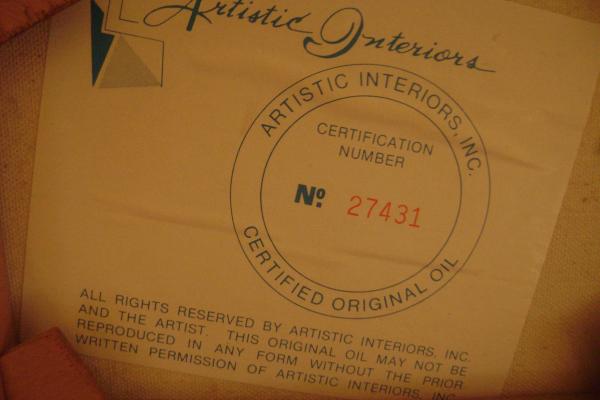 Artistic Interiors
ARTISTIC INTERIORS, INC.
CERTIFICATION
NUMBER
Nº. 27431
CERTIFIED ORIGINAL OIL
ALL RIGHTS RESERVED BY ARTISTIC INTERIORS, INC.
AND THE ARTIST. THIS ORIGINAL OIL MAY NOT BE
REPRODUCED IN ANY FORM WITHOUT THE PRIOR
WRITTEN PERMISSION OF ARTISTIC INTERIORS, INC.